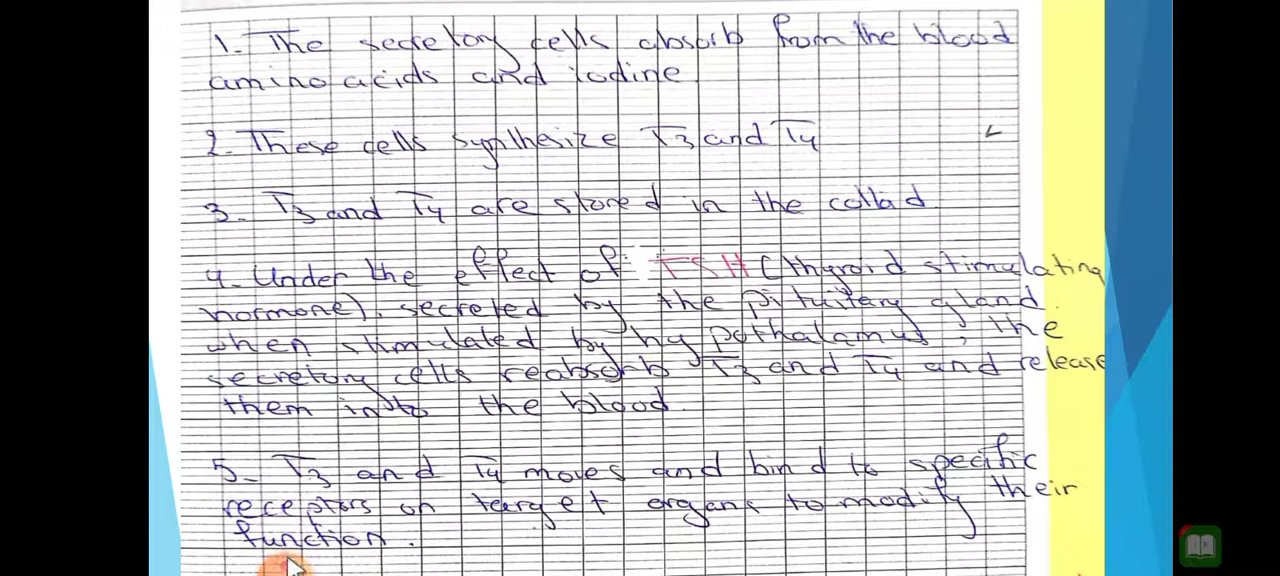 1. The secretory cells absorb from the blood
amino acids and iodine
2. These cells synthesize T3 and T4
3. T3 and T4 are stored in the colloid.
4. Under the effect of TSH (thyroid stimulating
hormone), secreted by the pituitary gland
when stimulated by hypothalamus, the
secretory cells reabsorb T3 and T4 and release
them into the blood.
5. T3 and T4 moves and bind to specific
receptors on target organs to modify their
function.